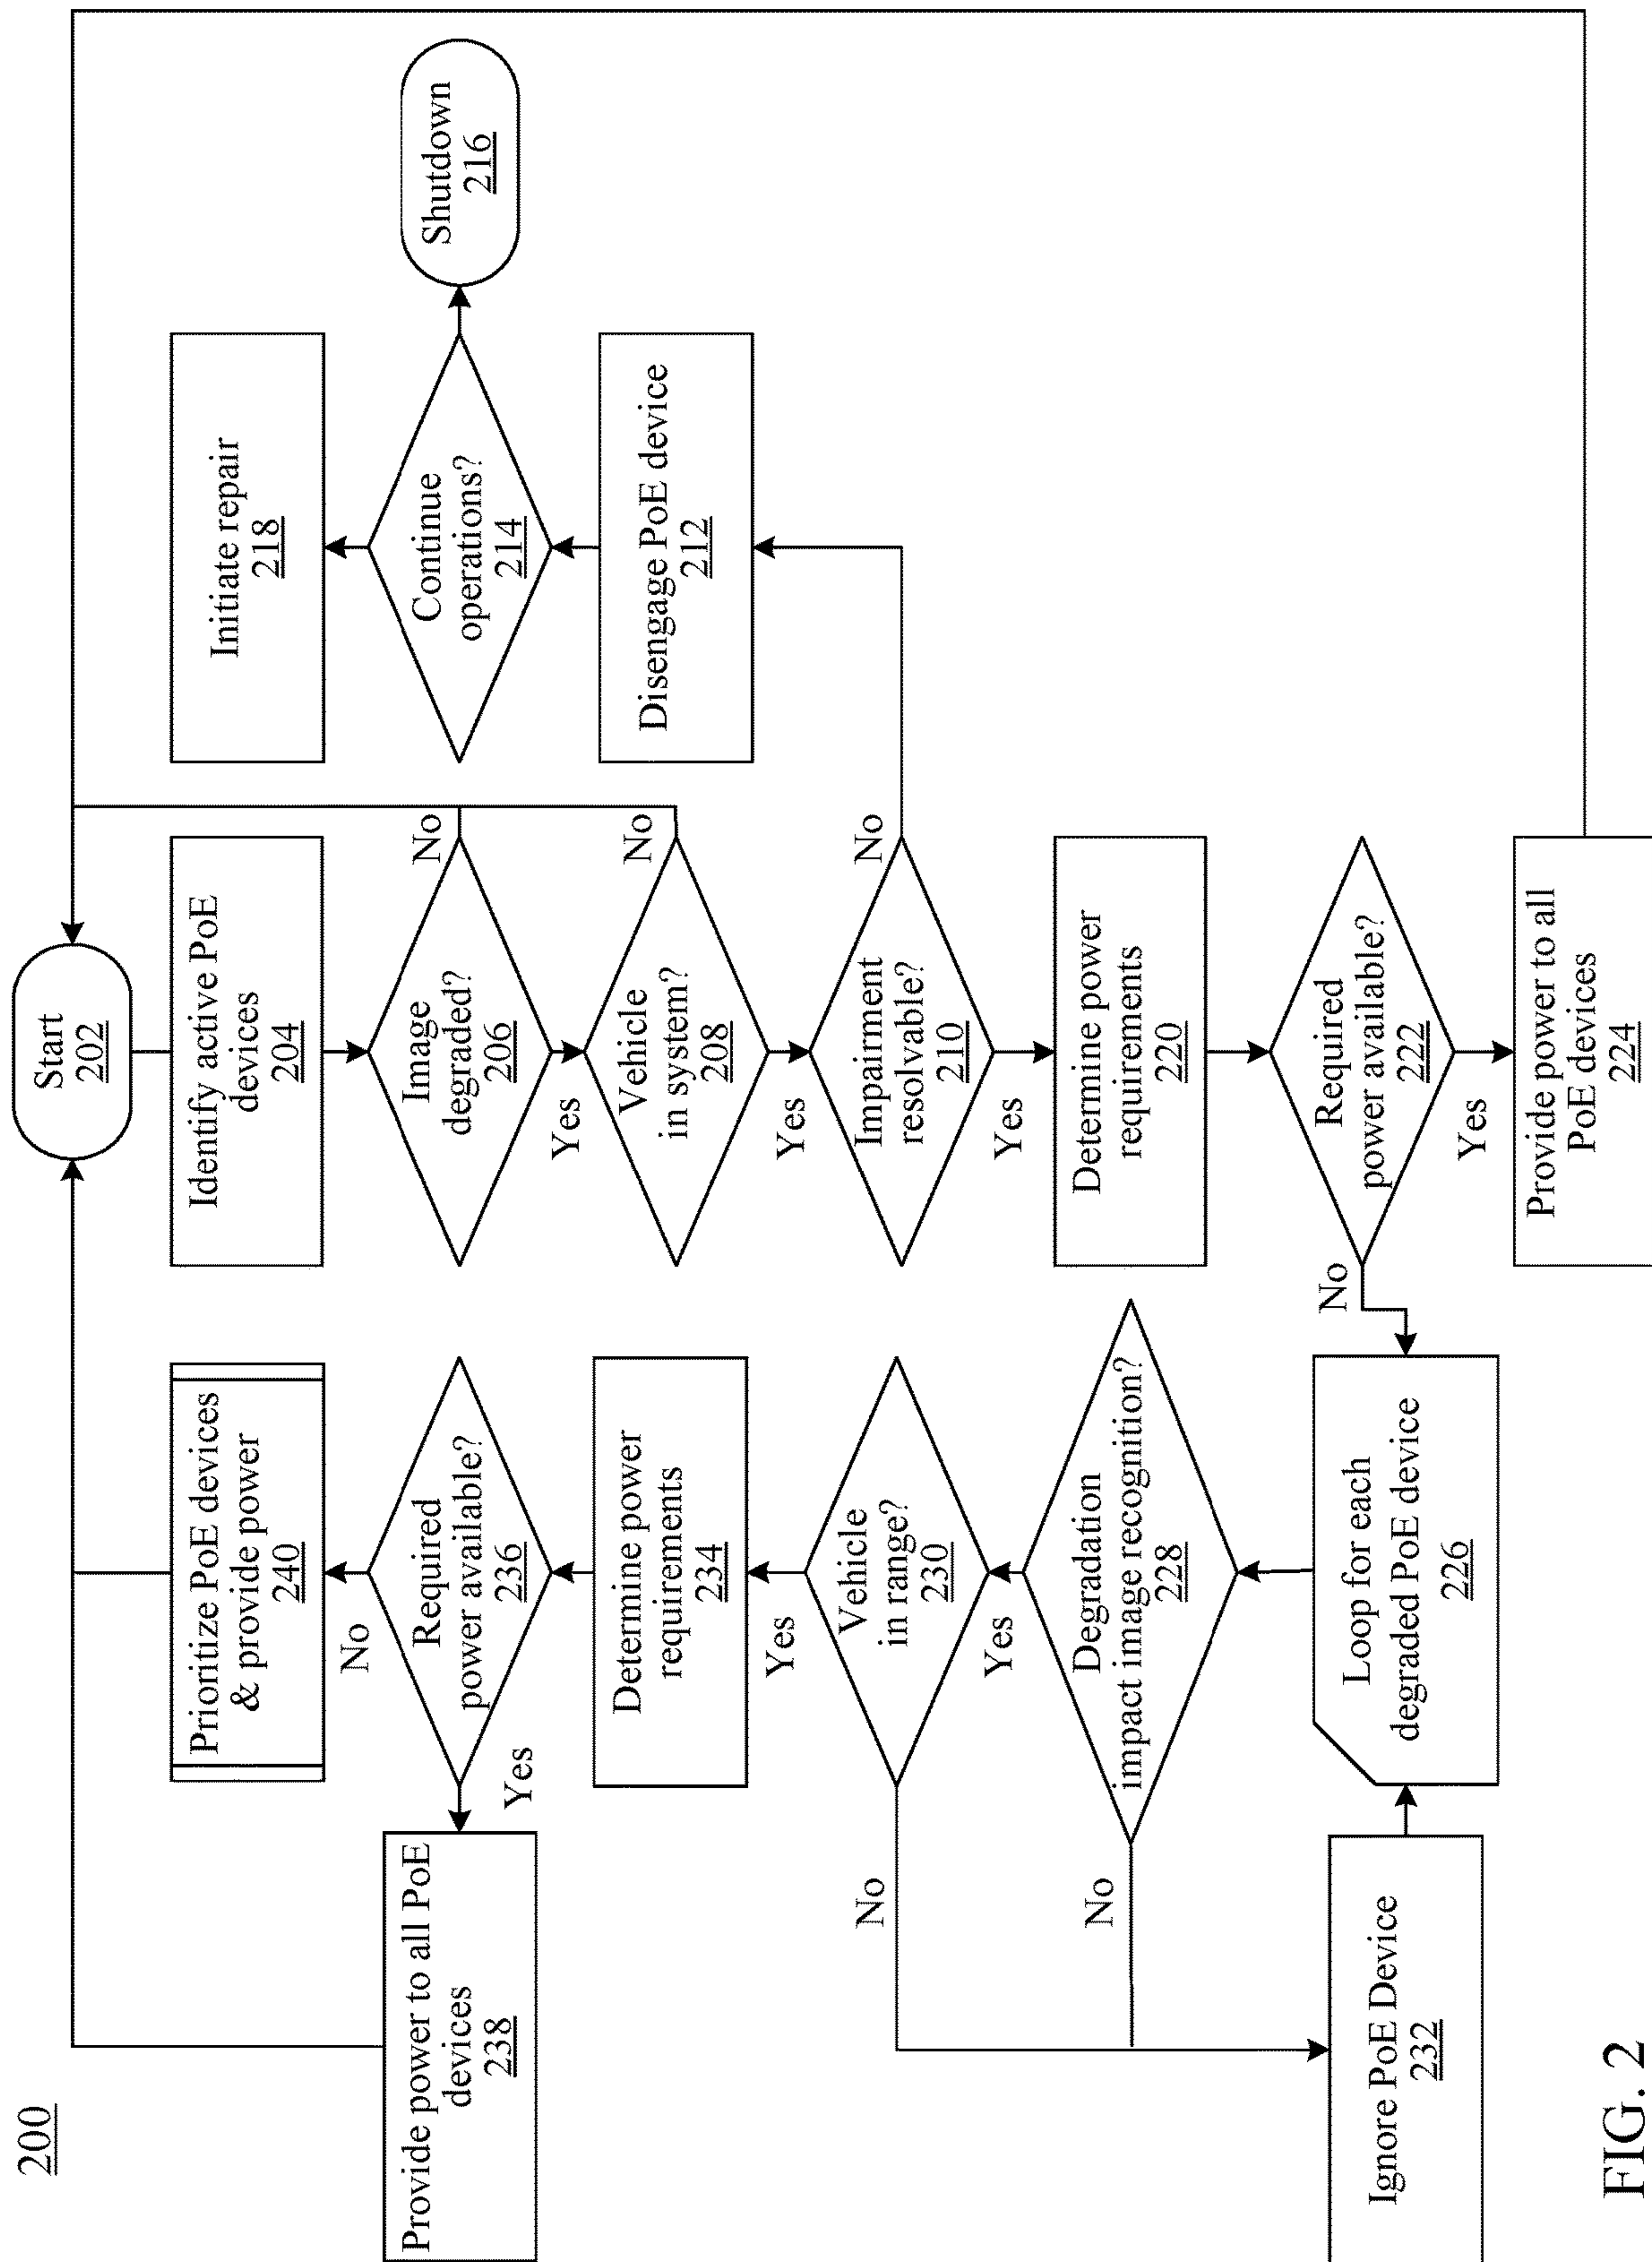 200
Start
202
Identify active PoE
devices
204
Image
degraded?
206
No
Yes
Vehicle
in system?
208
No
Yes
Impairment
resolvable?
210
No
Yes
Disengage PoE device
212
Continue
operations?
214
Shutdown
216
Initiate repair
218
Determine power
requirements
220
Required
power available?
222
No
Yes
Provide power to all
PoE devices
224
Loop for each
degraded PoE device
226
Degradation
impact image recognition?
228
No
Yes
Vehicle
in range?
230
No
Yes
Ignore PoE Device
232
Determine power
requirements
234
Required
power available?
236
Yes
No
Provide power to all PoE
devices
238
Prioritize PoE devices
& provide power
240
FIG. 2